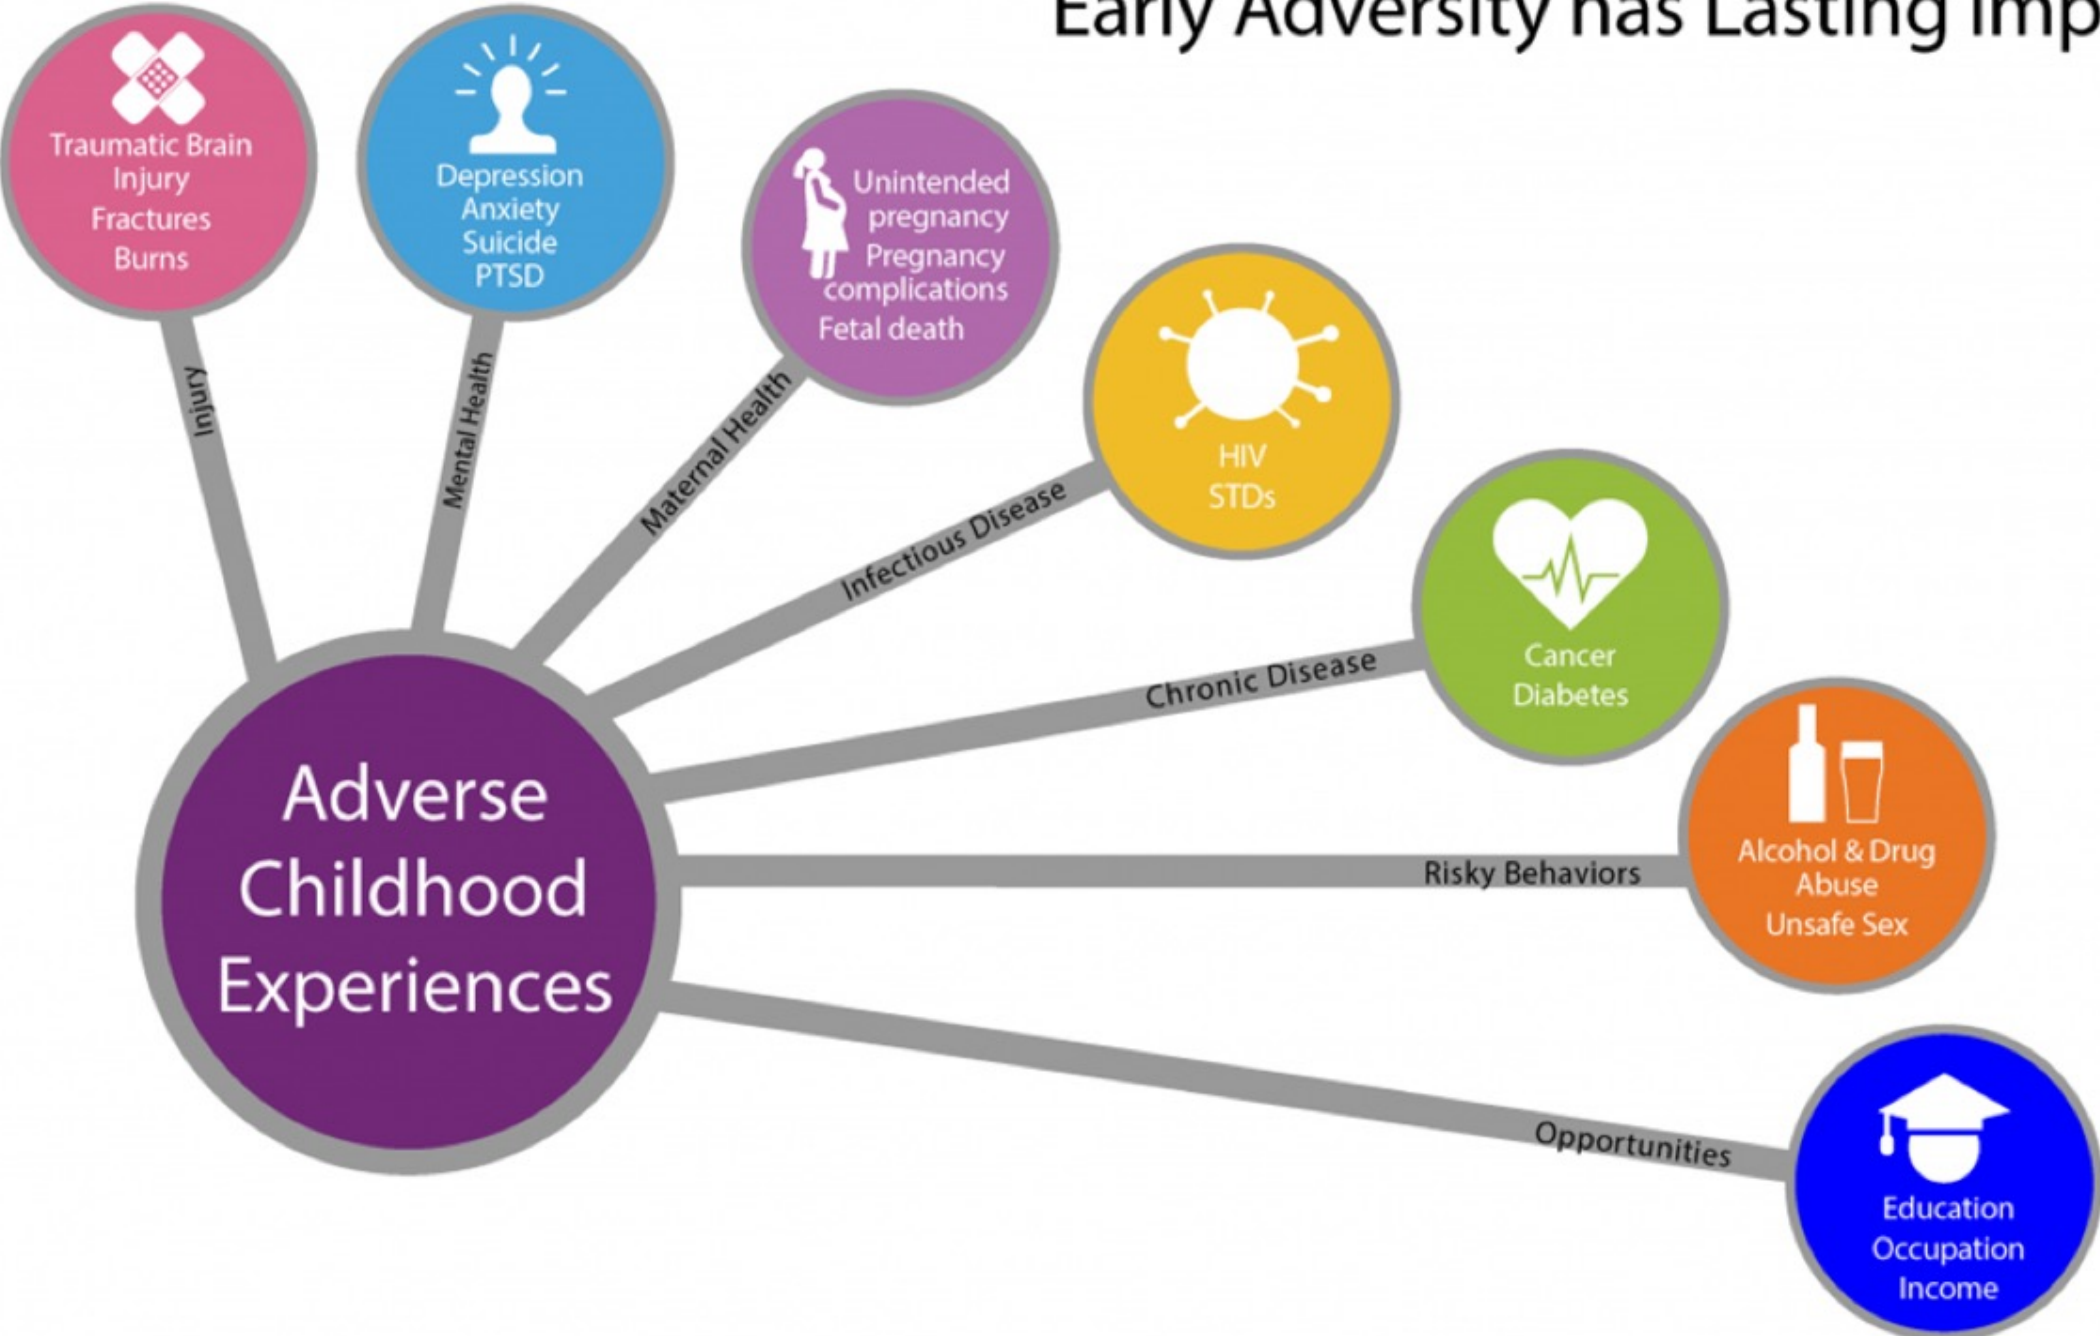 Early Adversity has Lasting Imp
Traumatic Brain
Injury
Fractures
Burns
Depression
Anxiety
Suicide
PTSD
Unintended
pregnancy
Pregnancy
complications
Fetal death
HIV
STDs
Cancer
Diabetes
Alcohol & Drug
Abuse
Unsafe Sex
Education
Occupation
Income
Injury
Mental Health
Maternal Health
Infectious Disease
Chronic Disease
Risky Behaviors
Opportunities
Adverse
Childhood
Experiences